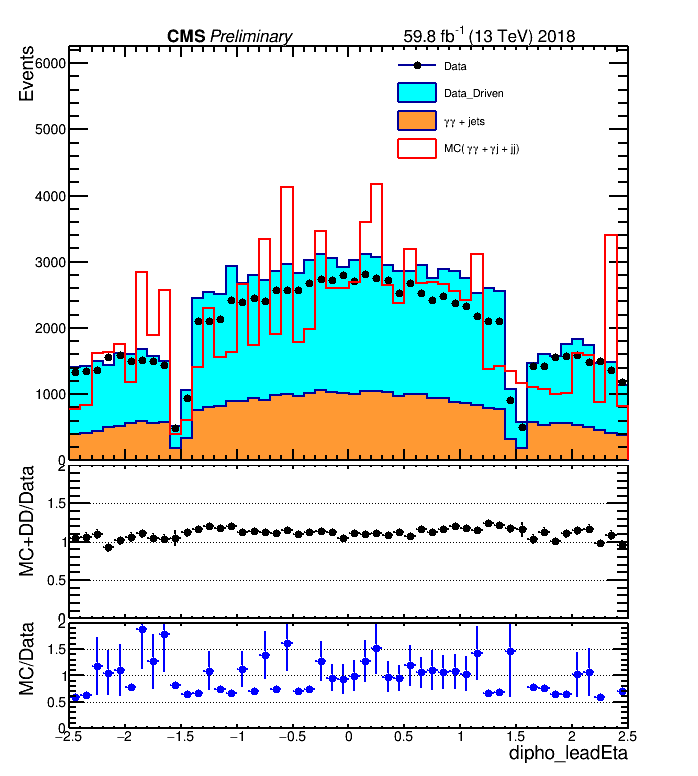 CMS Preliminary 59.8 fb⁻¹ (13 TeV) 2018
Events
6000
5000
4000
3000
2000
1000
0
Data
Data_Driven
γγ + jets
MC( γγ + γj + jj)
MC+DD/Data
2
1.5
1
0.5
0
MC/Data
2
1.5
1
0.5
0
−2.5 −2 −1.5 −1 −0.5 0 0.5 1 1.5 2 2.5
dipho_leadEta